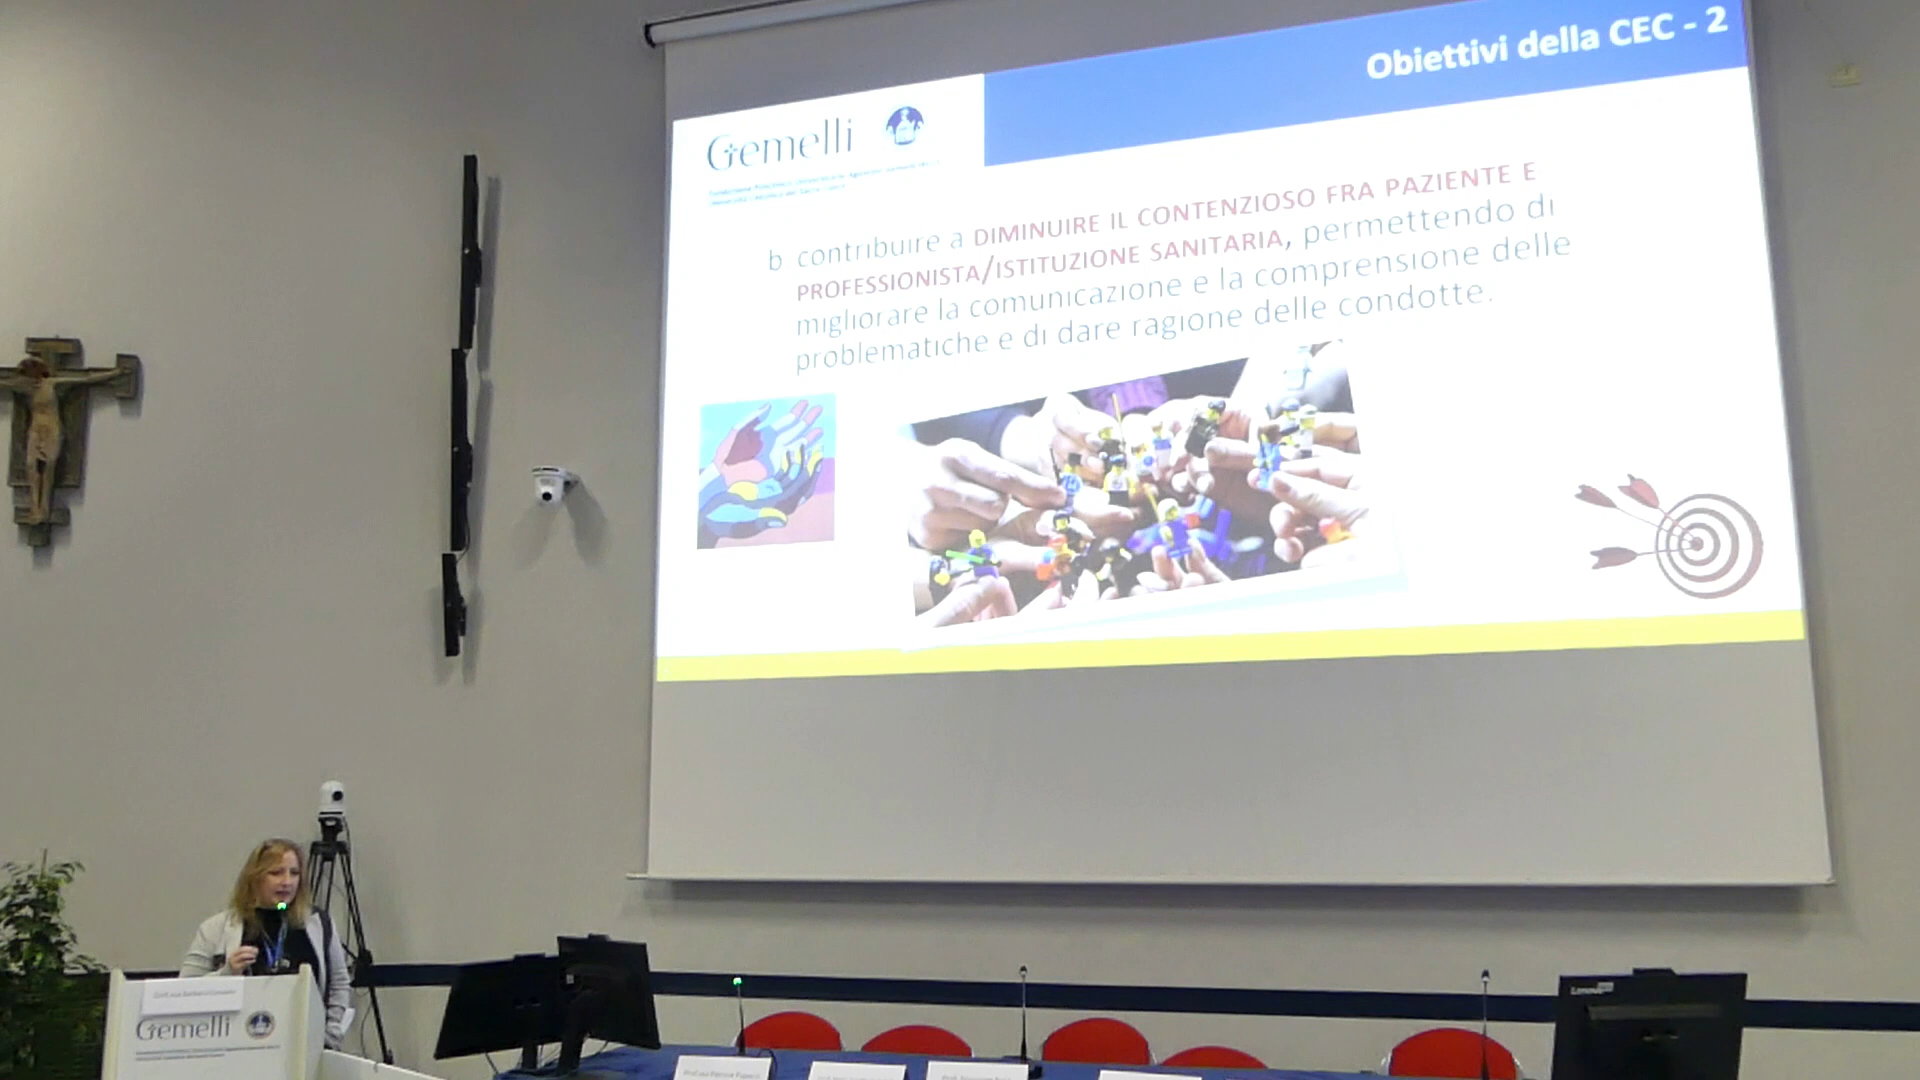 Obiettivi della CEC - 2
Gemelli
b contribuire a DIMINUIRE IL CONTENZIOSO FRA PAZIENTE E
PROFESSIONISTA/ISTITUZIONE SANITARIA, permettendo di
migliorare la comunicazione e la comprensione delle
problematiche e di dare ragione delle condotte.
Gemelli
Lenovo